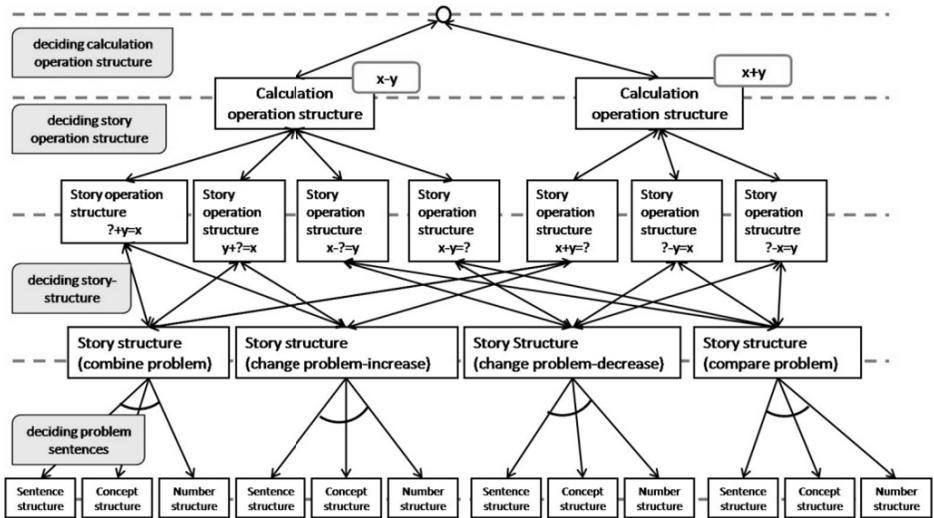 deciding calculation
operation structure
x-y
x+y
Calculation
operation structure
Calculation
operation structure
deciding story
operation structure
Story operation
structure
?+y=x
Story
operation
structure
y+?=x
Story
operation
structure
x-?=y
Story
operation
structure
x-y=?
Story
operation
structure
x+y=?
Story
operation
structure
?-y=x
Story
operation
strucutre
?-x=y
deciding story-
structure
Story structure
(combine problem)
Story structure
(change problem-increase)
Story Structure
(change problem-decrease)
Story structure
(compare problem)
deciding problem
sentences
Sentence
structure
Concept
structure
Number
structure
Sentence
structure
Concept
structure
Number
structure
Sentence
structure
Concept
structure
Number
structure
Sentence
structure
Concept
structure
Number
structure